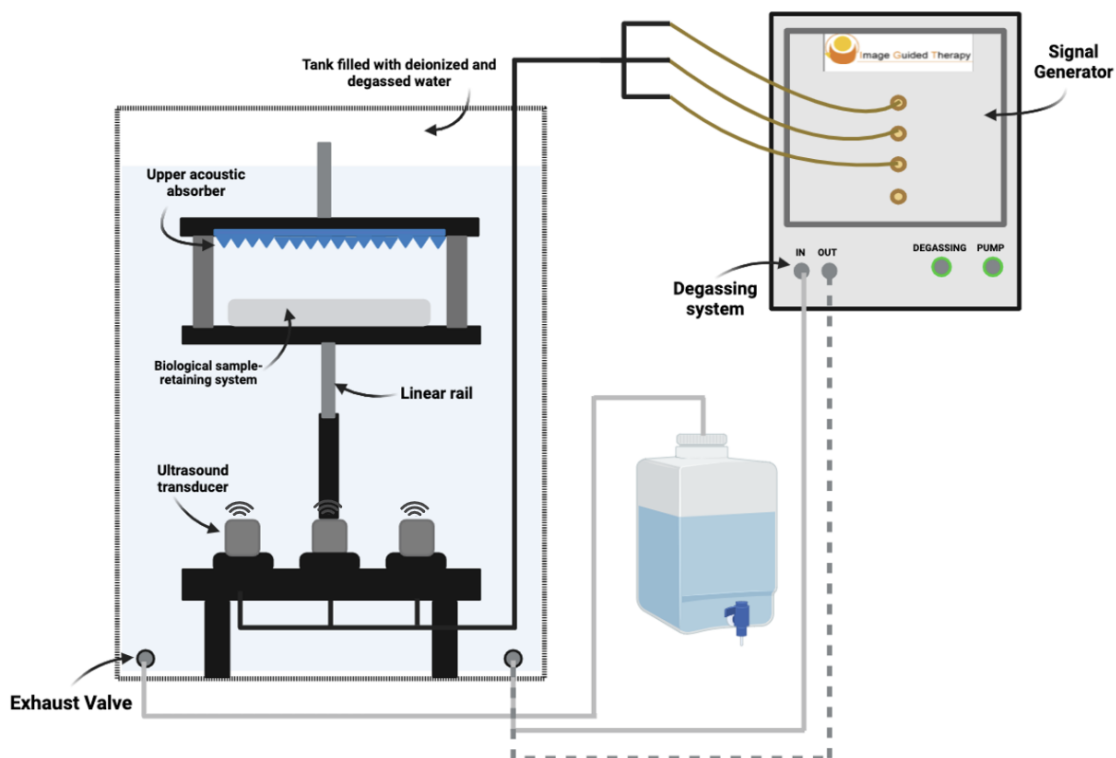 Tank filled with deionized and
degassed water
Image Guided Therapy
Signal
Generator
Upper acoustic
absorber
IN
OUT
DEGASSING
PUMP
Degassing
system
Biological sample-
retaining system
Linear rail
Ultrasound
transducer
Exhaust Valve